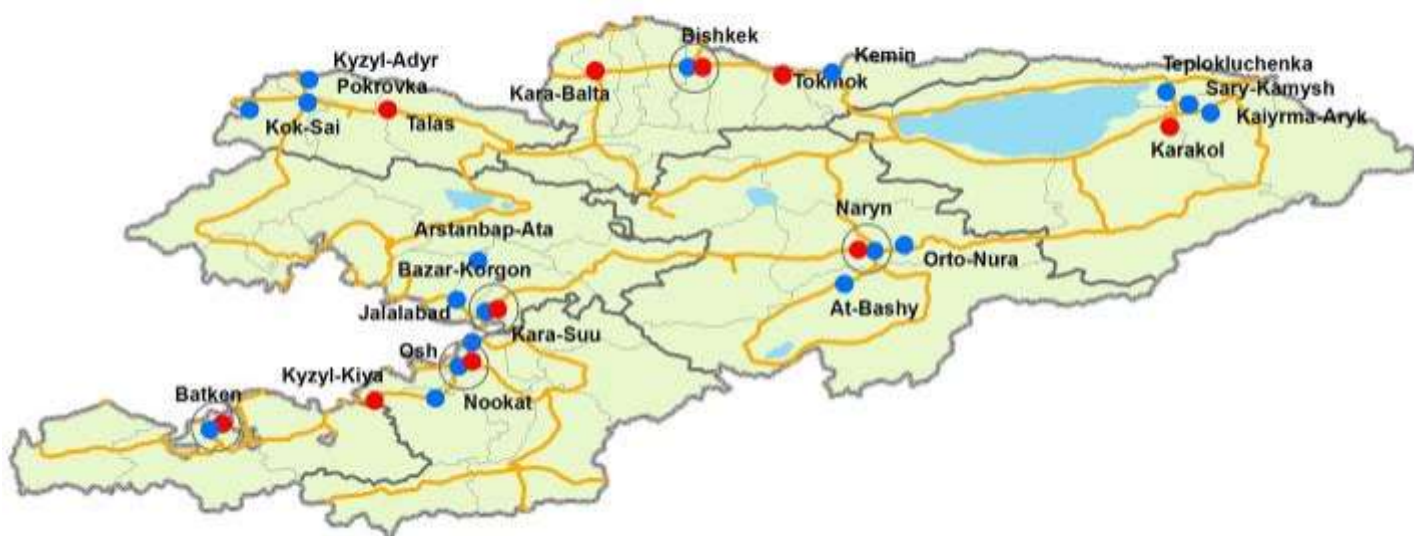 Bishkek
Kemin
Kyzyl-Adyr
Teplokluchenka
Pokrovka
Tokmok
Sary-Kamysh
Kara-Balta
Kaiyrma-Aryk
Talas
Kok-Sai
Karakol
Naryn
Arstanbap-Ata
Orto-Nura
Bazar-Korgon
At-Bashy
Jalalabad
Kara-Suu
Osh
Kyzyl-Kiya
Batken
Nookat